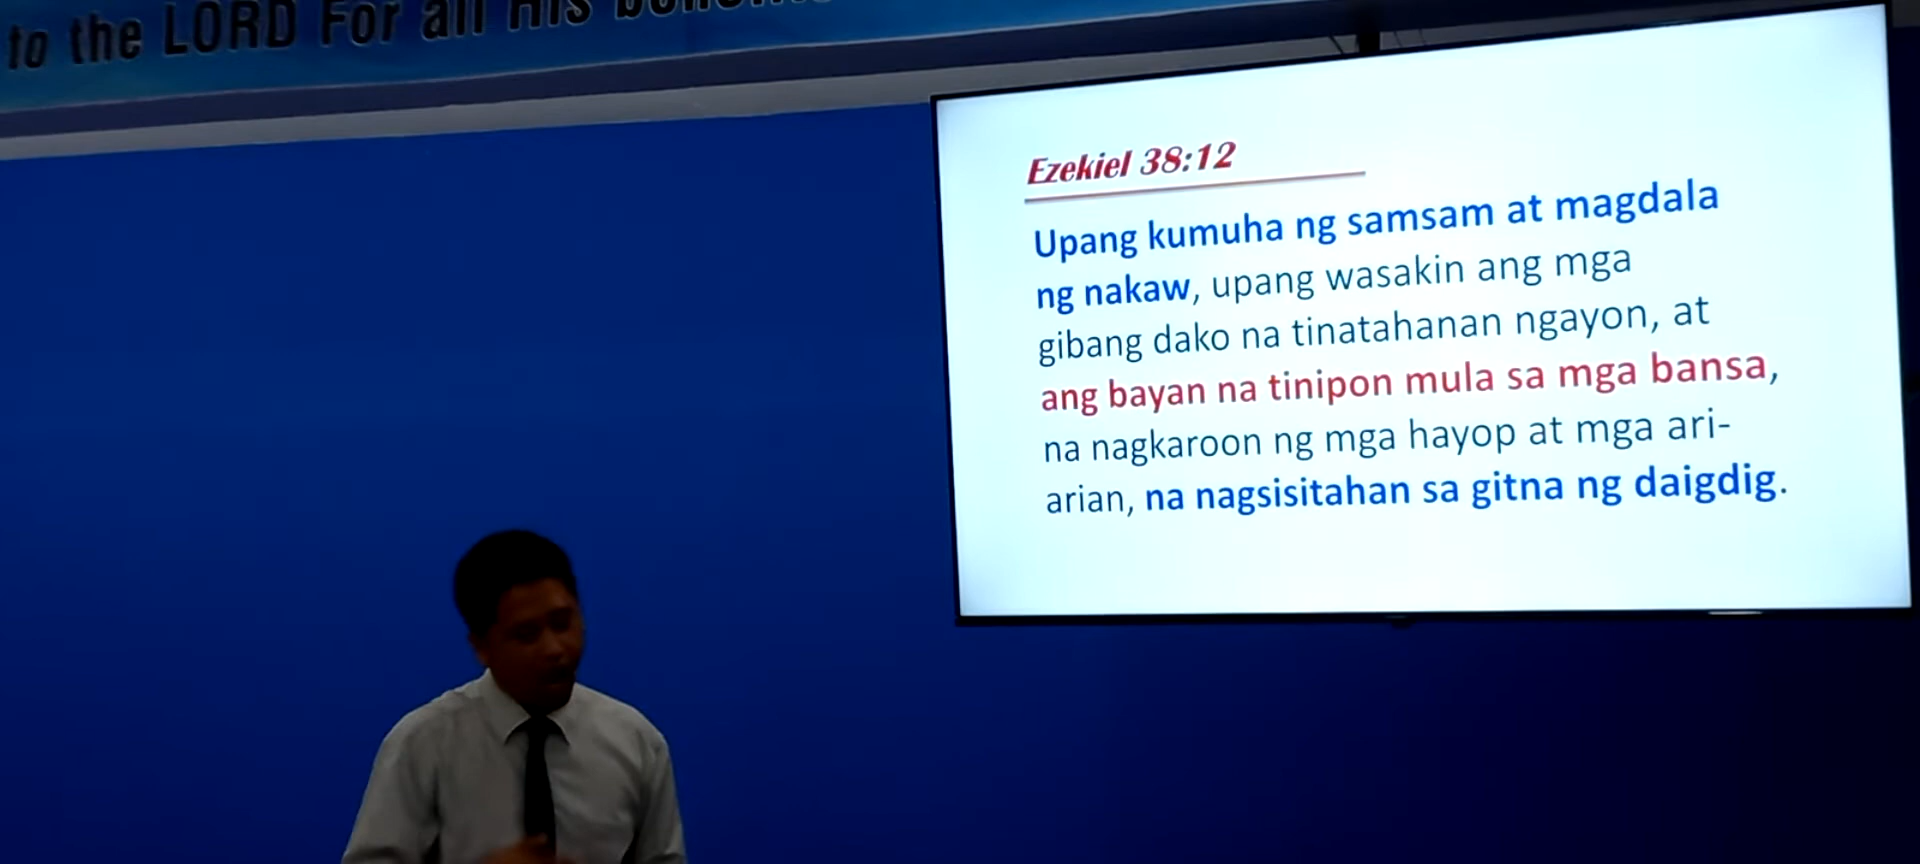 to the LORD For all His
Ezekiel 38:12
Upang kumuha ng samsam at magdala
ng nakaw, upang wasakin ang mga
gibang dako na tinatahanan ngayon, at
ang bayan na tinipon mula sa mga bansa,
na nagkaroon ng mga hayop at mga ari-
arian, na nagsisitahan sa gitna ng daigdig.